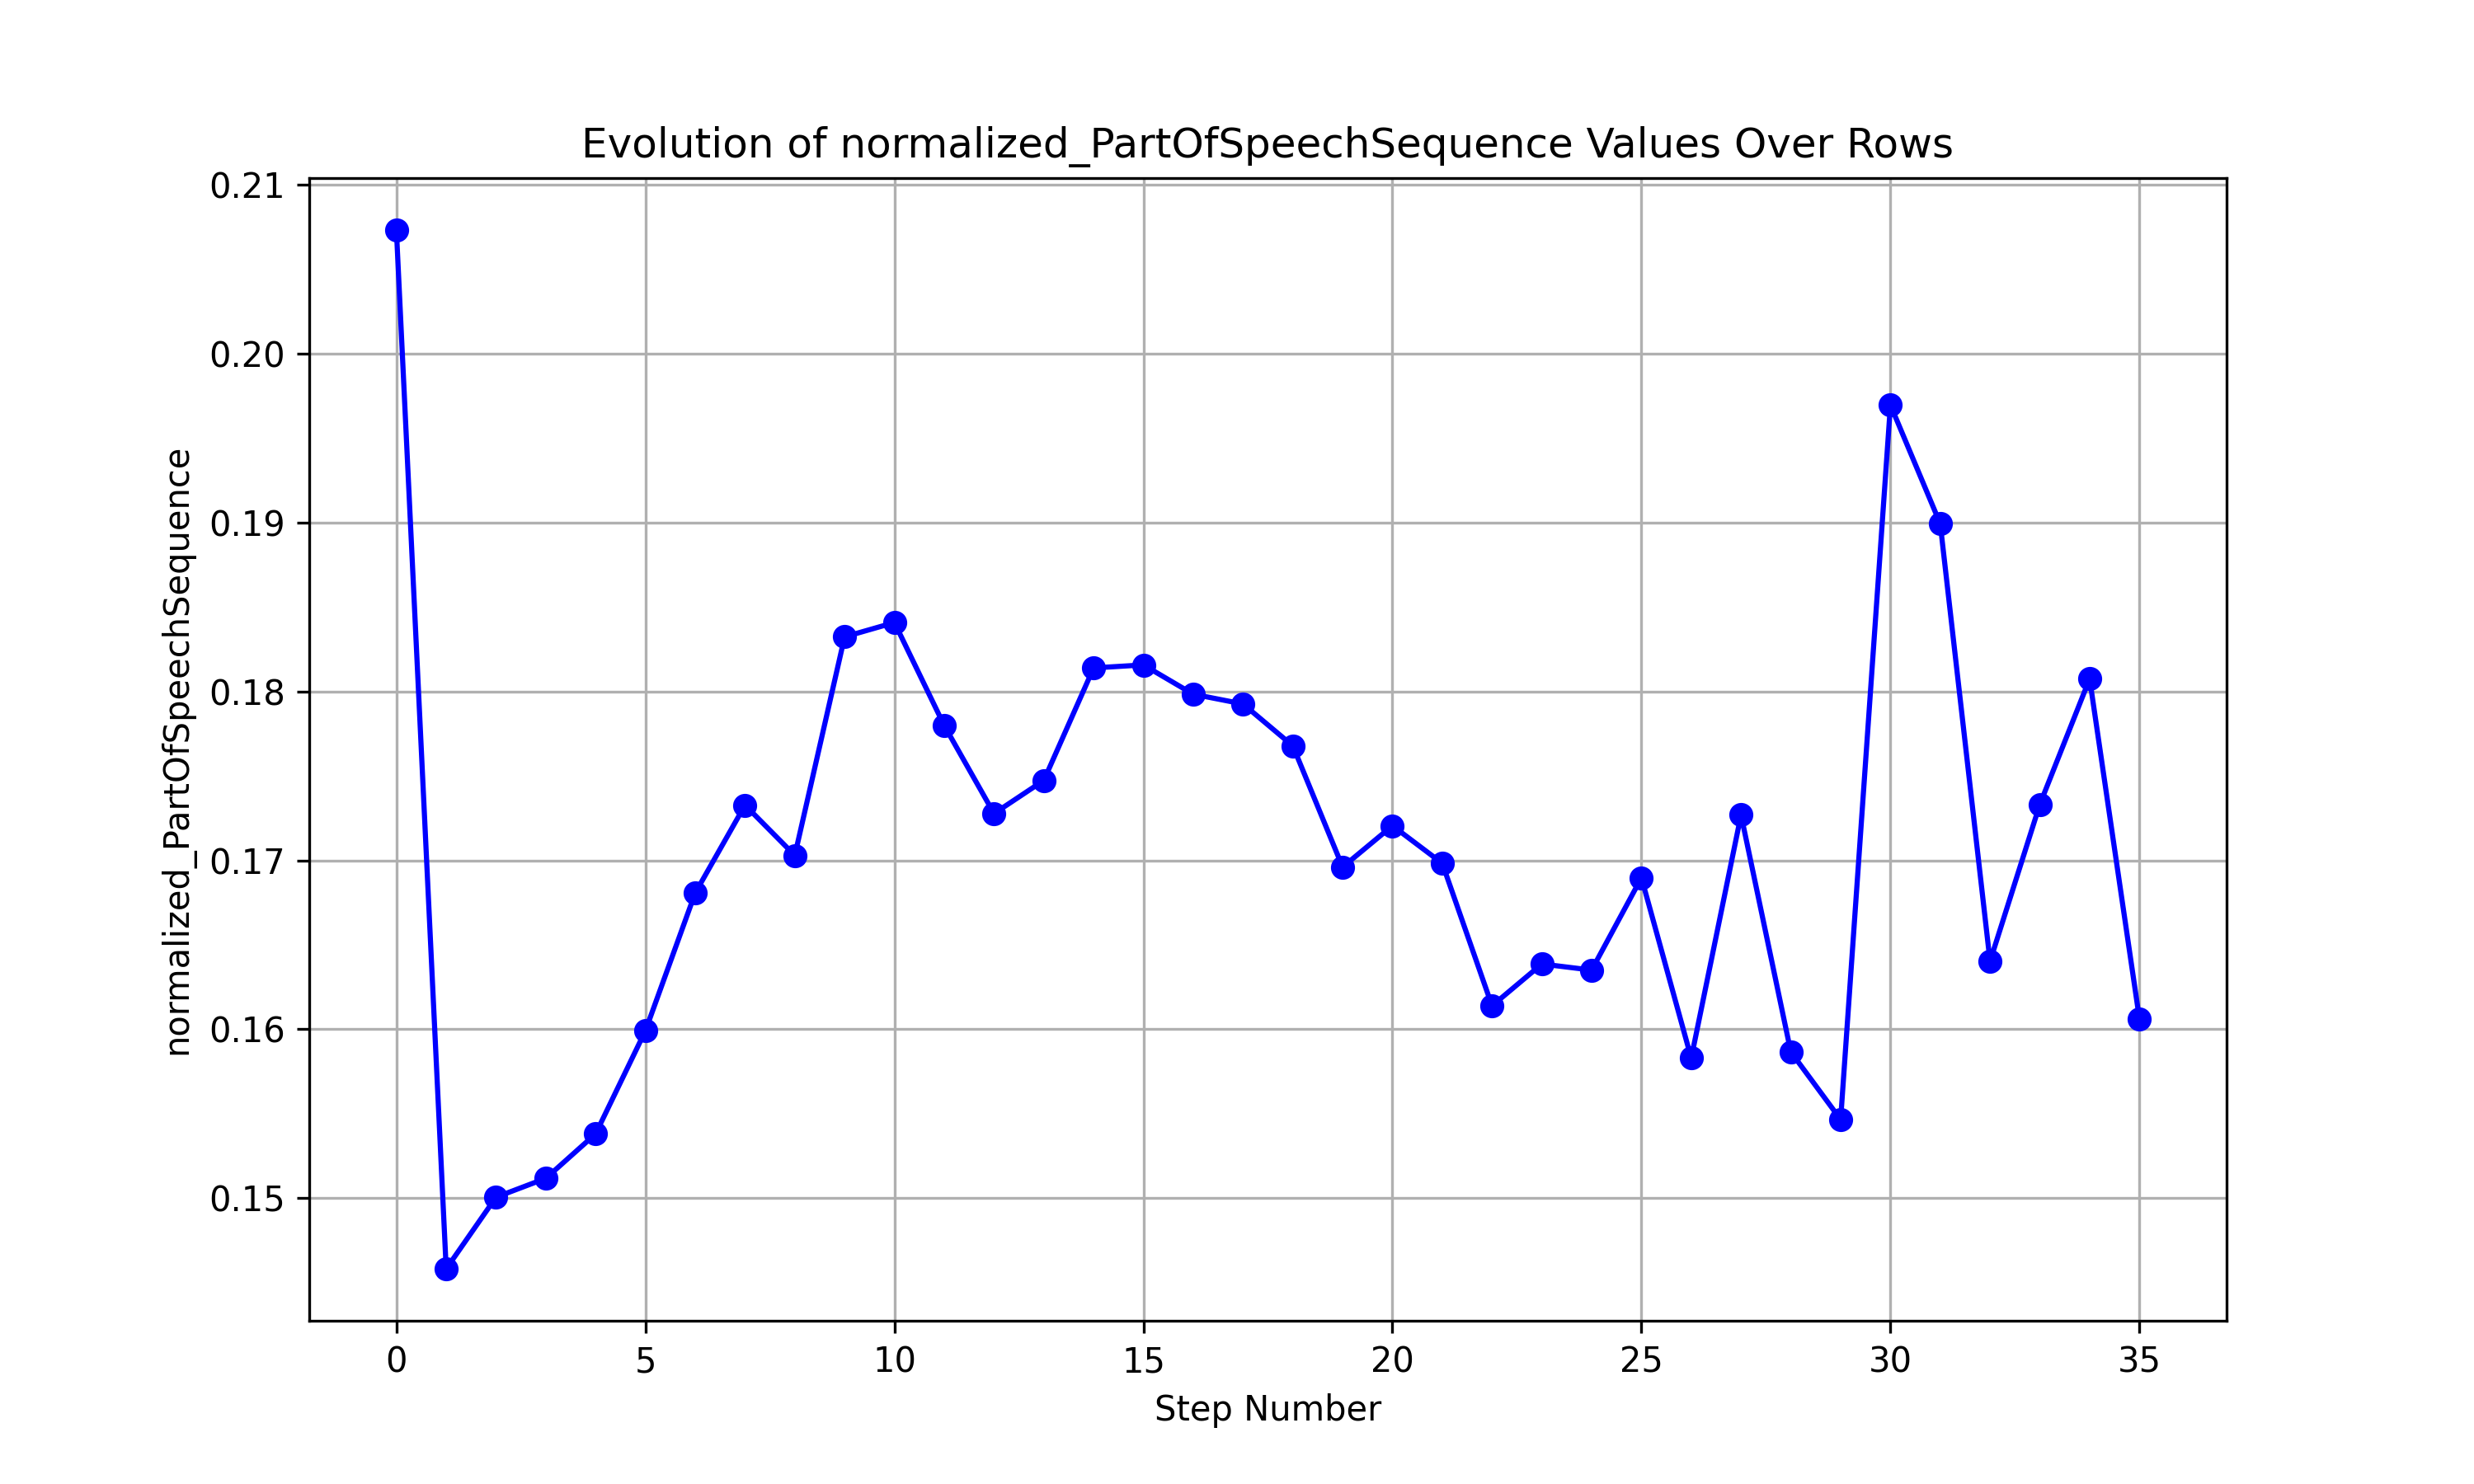 Evolution of normalized_PartOfSpeechSequence Values Over Rows
normalized_PartOfSpeechSequence
0.21
0.20
0.19
0.18
0.17
0.16
0.15
0 5 10 15 20 25 30 35
Step Number